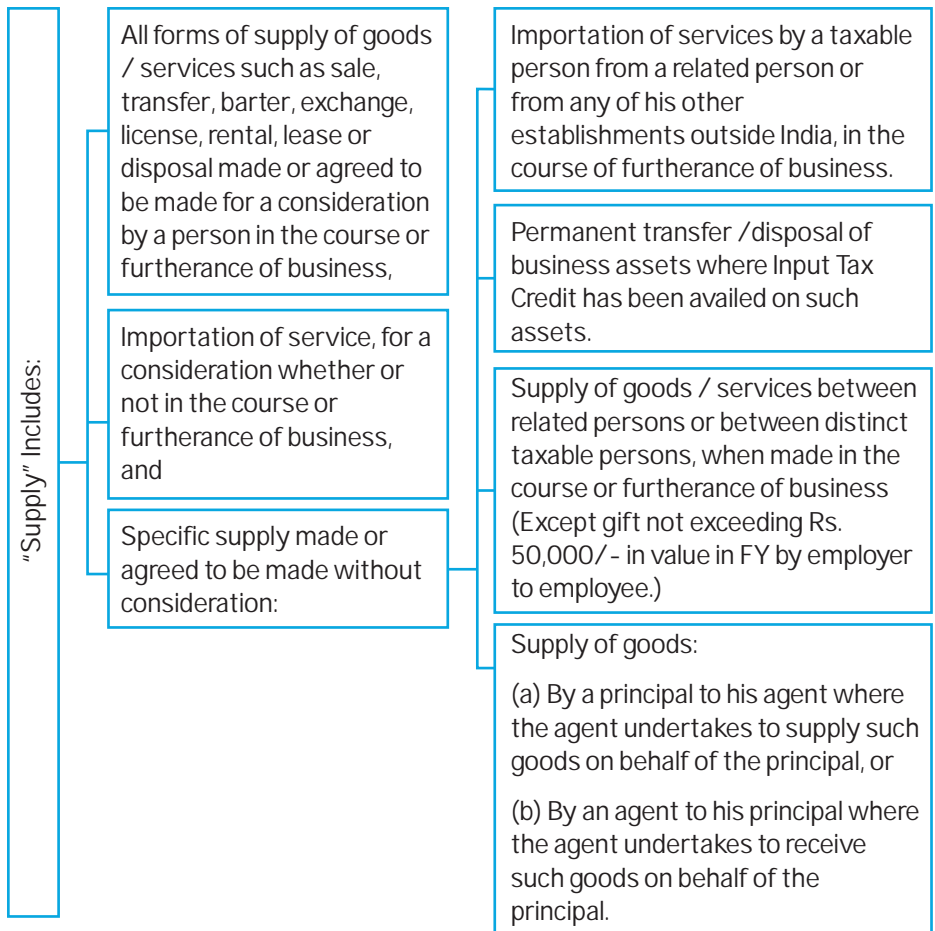 "Supply" Includes:
All forms of supply of goods
/ services such as sale,
transfer, barter, exchange,
license, rental, lease or
disposal made or agreed to
be made for a consideration
by a person in the course or
furtherance of business,
Importation of service, for a
consideration whether or
not in the course or
furtherance of business,
and
Specific supply made or
agreed to be made without
consideration:
Importation of services by a taxable
person from a related person or
from any of his other
establishments outside India, in the
course of furtherance of business.
Permanent transfer /disposal of
business assets where Input Tax
Credit has been availed on such
assets.
Supply of goods / services between
related persons or between distinct
taxable persons, when made in the
course or furtherance of business
(Except gift not exceeding Rs.
50,000/- in value in FY by employer
to employee.)
Supply of goods:
(a) By a principal to his agent where
the agent undertakes to supply such
goods on behalf of the principal, or
(b) By an agent to his principal where
the agent undertakes to receive
such goods on behalf of the
principal.